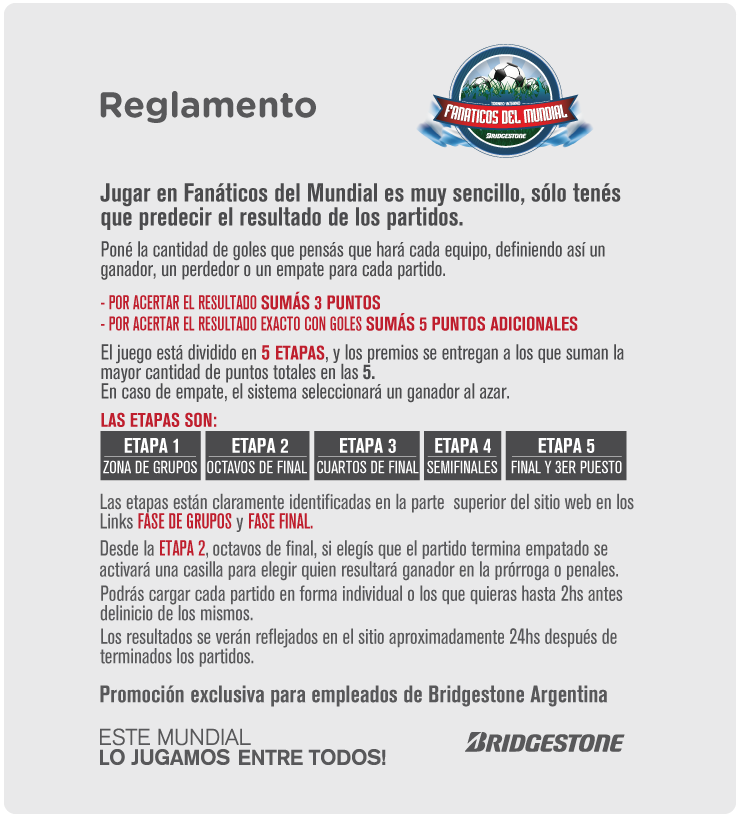 Reglamento
TORNEO INTERNO
FANATICOS DEL MUNDIAL
BRIDGESTONE
Jugar en Fanáticos del Mundial es muy sencillo, sólo tenés
que predecir el resultado de los partidos.
Poné la cantidad de goles que pensás que hará cada equipo, definiendo así un
ganador, un perdedor o un empate para cada partido.
- POR ACERTAR EL RESULTADO SUMÁS 3 PUNTOS
- POR ACERTAR EL RESULTADO EXACTO CON GOLES SUMÁS 5 PUNTOS ADICIONALES
El juego está dividido en 5 ETAPAS, y los premios se entregan a los que suman la
mayor cantidad de puntos totales en las 5.
En caso de empate, el sistema seleccionará un ganador al azar.
LAS ETAPAS SON:
ETAPA 1
ZONA DE GRUPOS
ETAPA 2
OCTAVOS DE FINAL
ETAPA 3
CUARTOS DE FINAL
ETAPA 4
SEMIFINALES
ETAPA 5
FINAL Y 3ER PUESTO
Las etapas están claramente identificadas en la parte  superior del sitio web en los
Links FASE DE GRUPOS y FASE FINAL.
Desde la ETAPA 2, octavos de final, si elegís que el partido termina empatado se
activará una casilla para elegir quien resultará ganador en la prórroga o penales.
Podrás cargar cada partido en forma individual o los que quieras hasta 2hs antes
delinicio de los mismos.
Los resultados se verán reflejados en el sitio aproximadamente 24hs después de
terminados los partidos.
Promoción exclusiva para empleados de Bridgestone Argentina
ESTE MUNDIAL
LO JUGAMOS ENTRE TODOS!
BRIDGESTONE